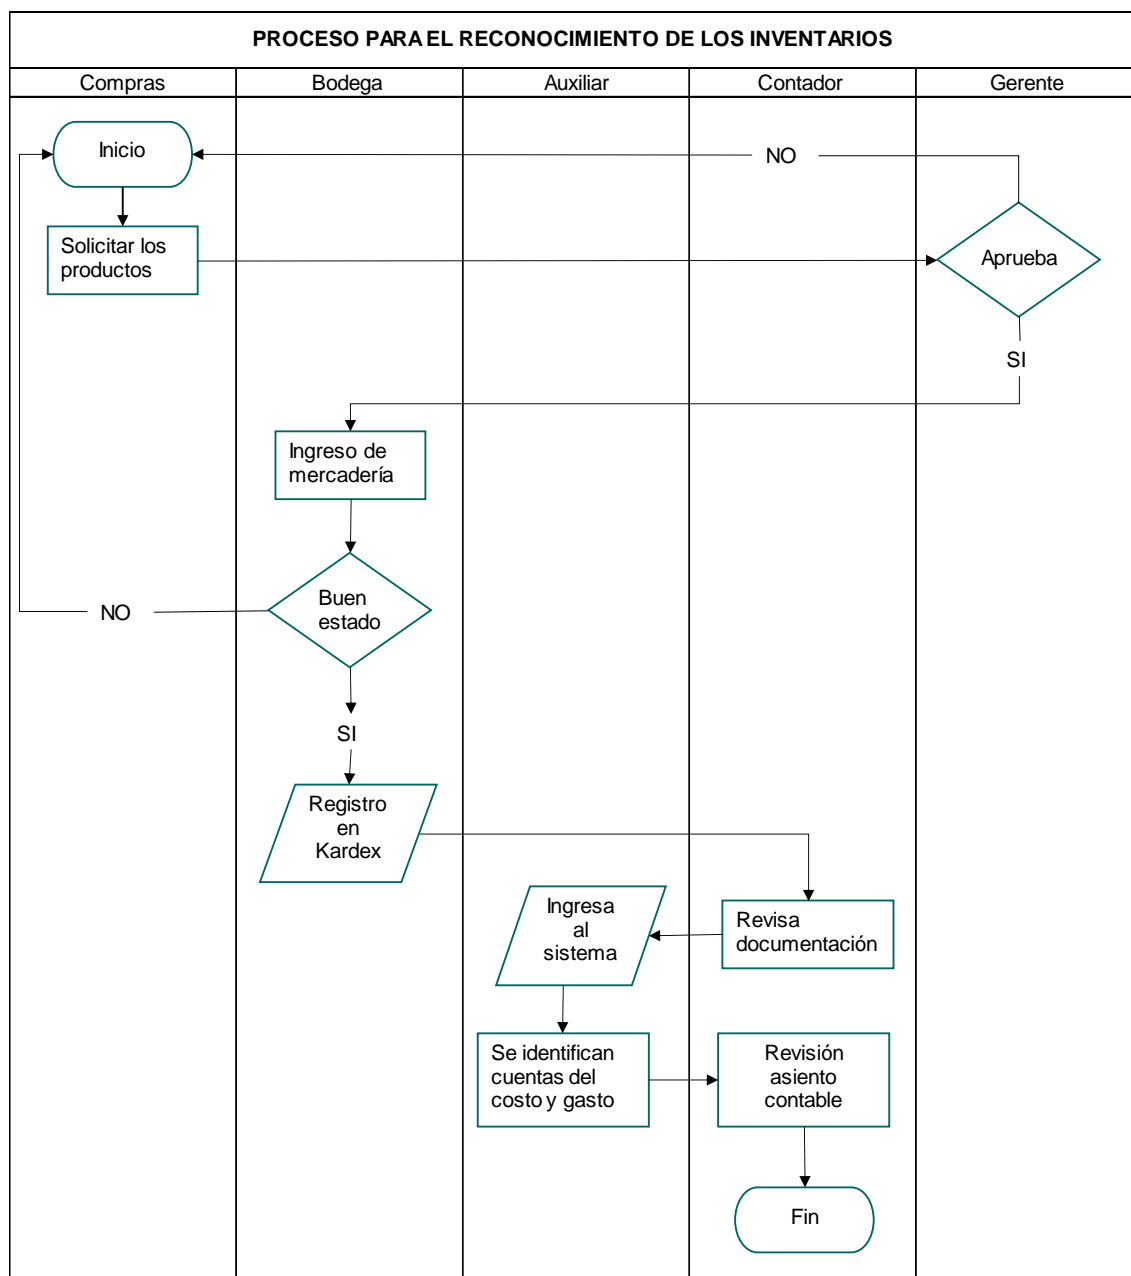 PROCESO PARA EL RECONOCIMIENTO DE LOS INVENTARIOS
Compras
Bodega
Auxiliar
Contador
Gerente
Inicio
NO
Solicitar los
productos
Aprueba
SI
Ingreso de
mercadería
Buen
estado
NO
SI
Registro
en
Kardex
Ingresa
al
sistema
Revisa
documentación
Se identifican
cuentas del
costo y gasto
Revisión
asiento
contable
Fin